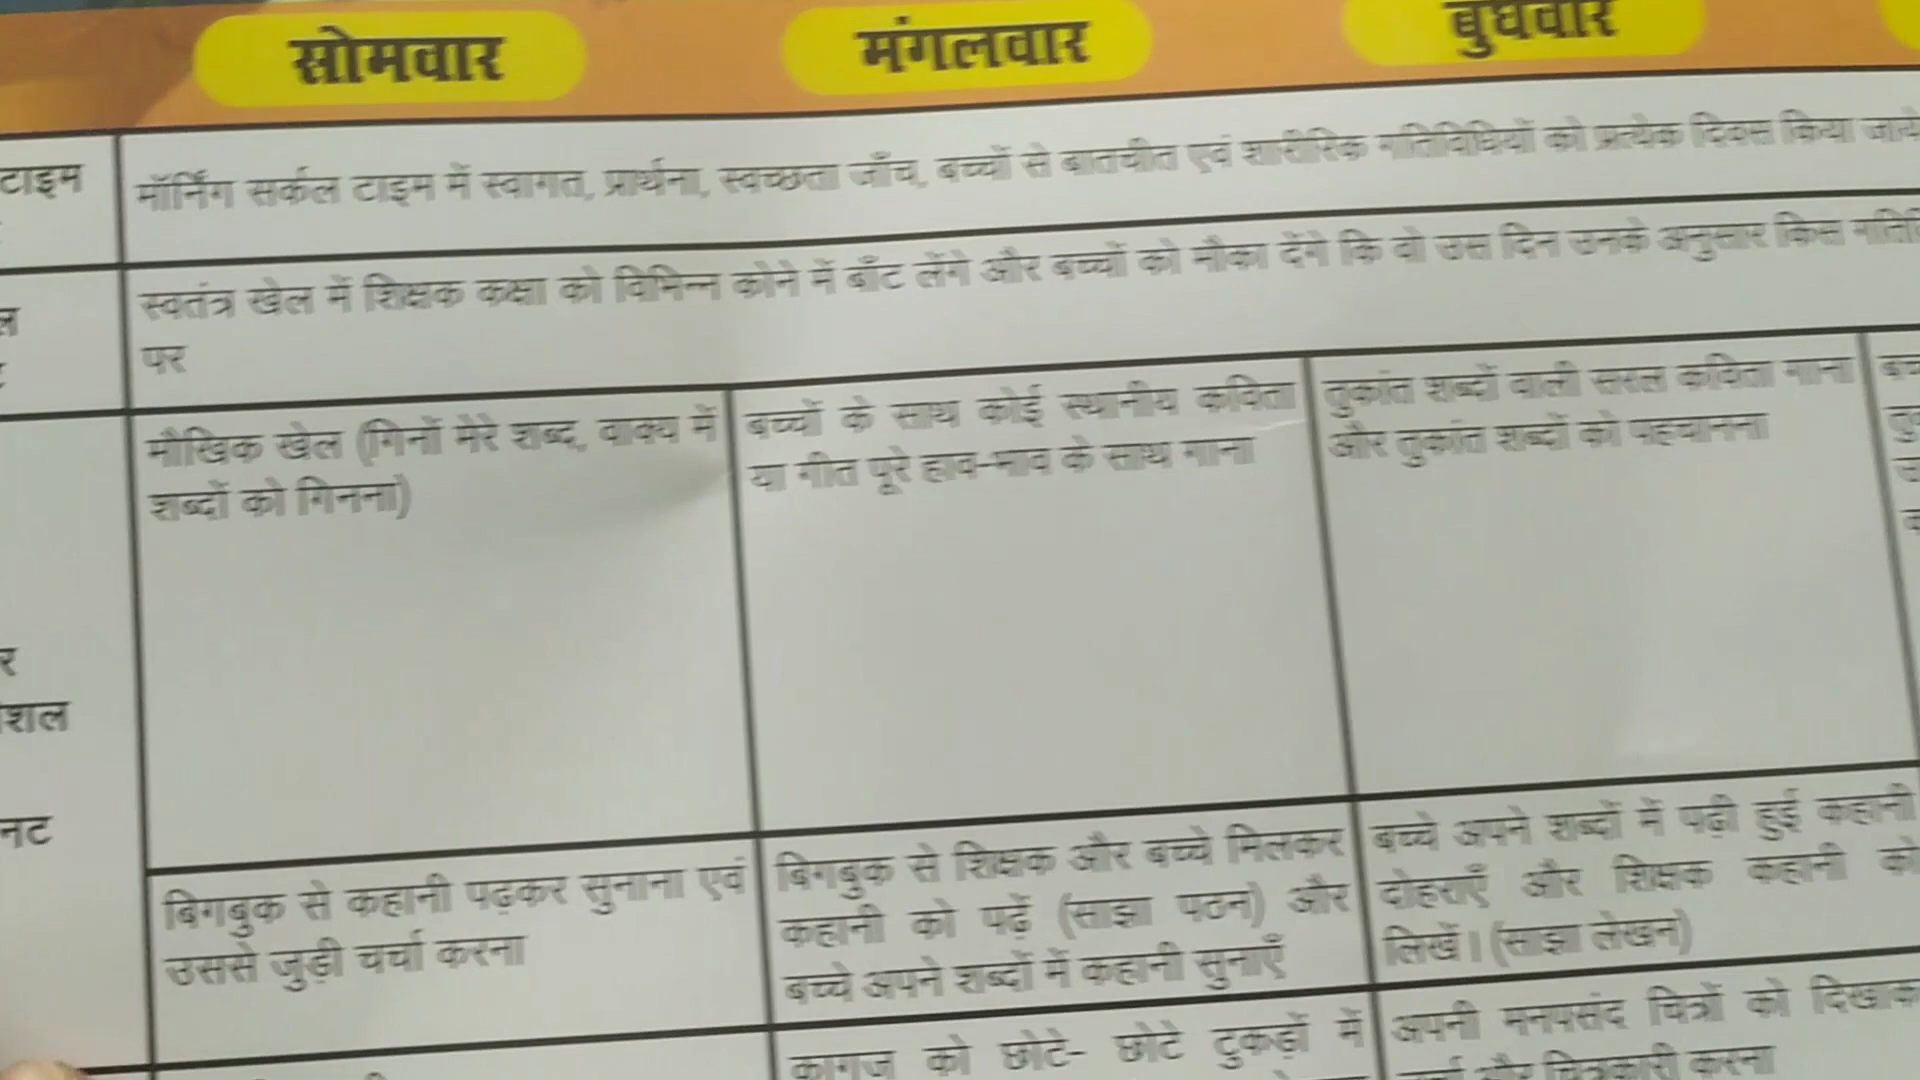 सोमवार
मंगलवार
बुधवार
टाइम
मॉर्निंग सर्कल टाइम में स्वागत, प्रार्थना, स्वच्छता जाँच, बच्चों से बातचीत एवं शारीरिक गतिविधियों को प्रत्येक दिवस किया जाये
स्वतंत्र खेल में शिक्षक कक्षा को विभिन्न कोने में बाँट लेंगे और बच्चों को मौका देंगे कि वो उस दिन उनके अनुसार किस
पर
मौखिक खेल (गिनों मेरे शब्द, वाक्य में
शब्दों को गिनना)
बच्चों के साथ कोई स्थानीय कविता
या गीत पूरे हाव-भाव के साथ गाना
तुकांत शब्दों वाली सरल कविता गाना
और तुकांत शब्दों को पहचानना
शल
नट
बिगबुक से कहानी पढ़कर सुनाना एवं
उससे जुड़ी चर्चा करना
बिगबुक से शिक्षक और बच्चे मिलकर
कहानी को पढ़ें (साझा पठन) और
बच्चे अपने शब्दों में कहानी सुनाएँ
बच्चे अपने शब्दों में पढ़ी हुई कहानी
दोहराएँ और शिक्षक कहानी को
लिखें। (साझा लेखन)
कागज को छोटे- छोटे टुकड़ों में
अपनी मनपसंद चित्रों को
और चित्रकारी करना